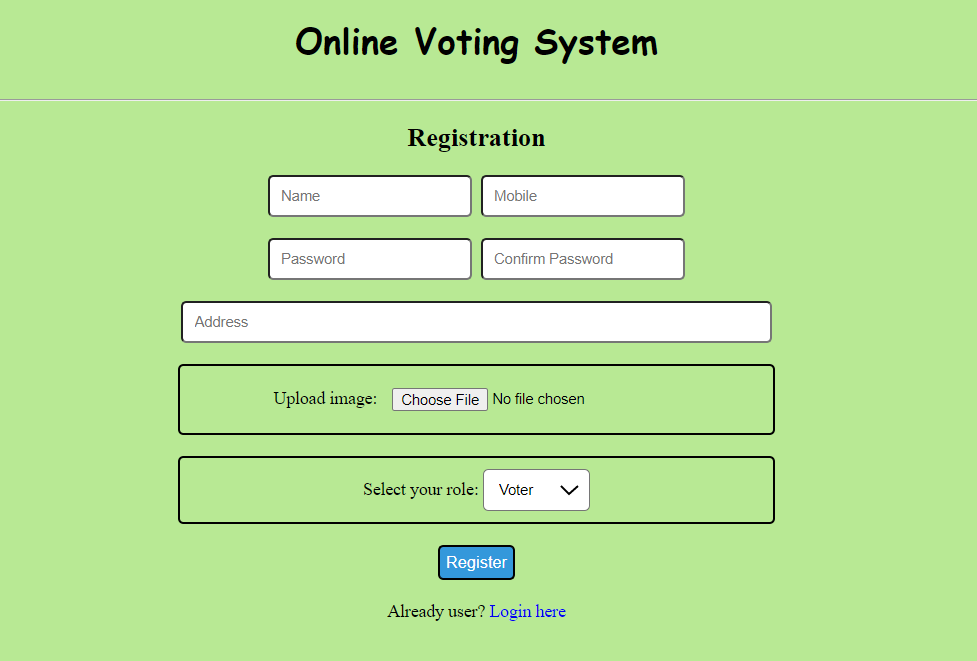 Online Voting System
Registration
Name Mobile
Password Confirm Password
Address
Upload image: Choose File No file chosen
Select your role: Voter
Register
Already user? Login here